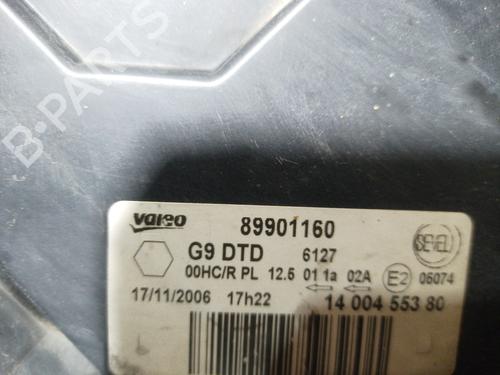 B-PARTS
Valeo 89901160
G9 DTD 6127 SEVEL
00HC/R PL 12.5 01 1a 02A E2 06074
17/11/2006 17h22 14 004 553 80